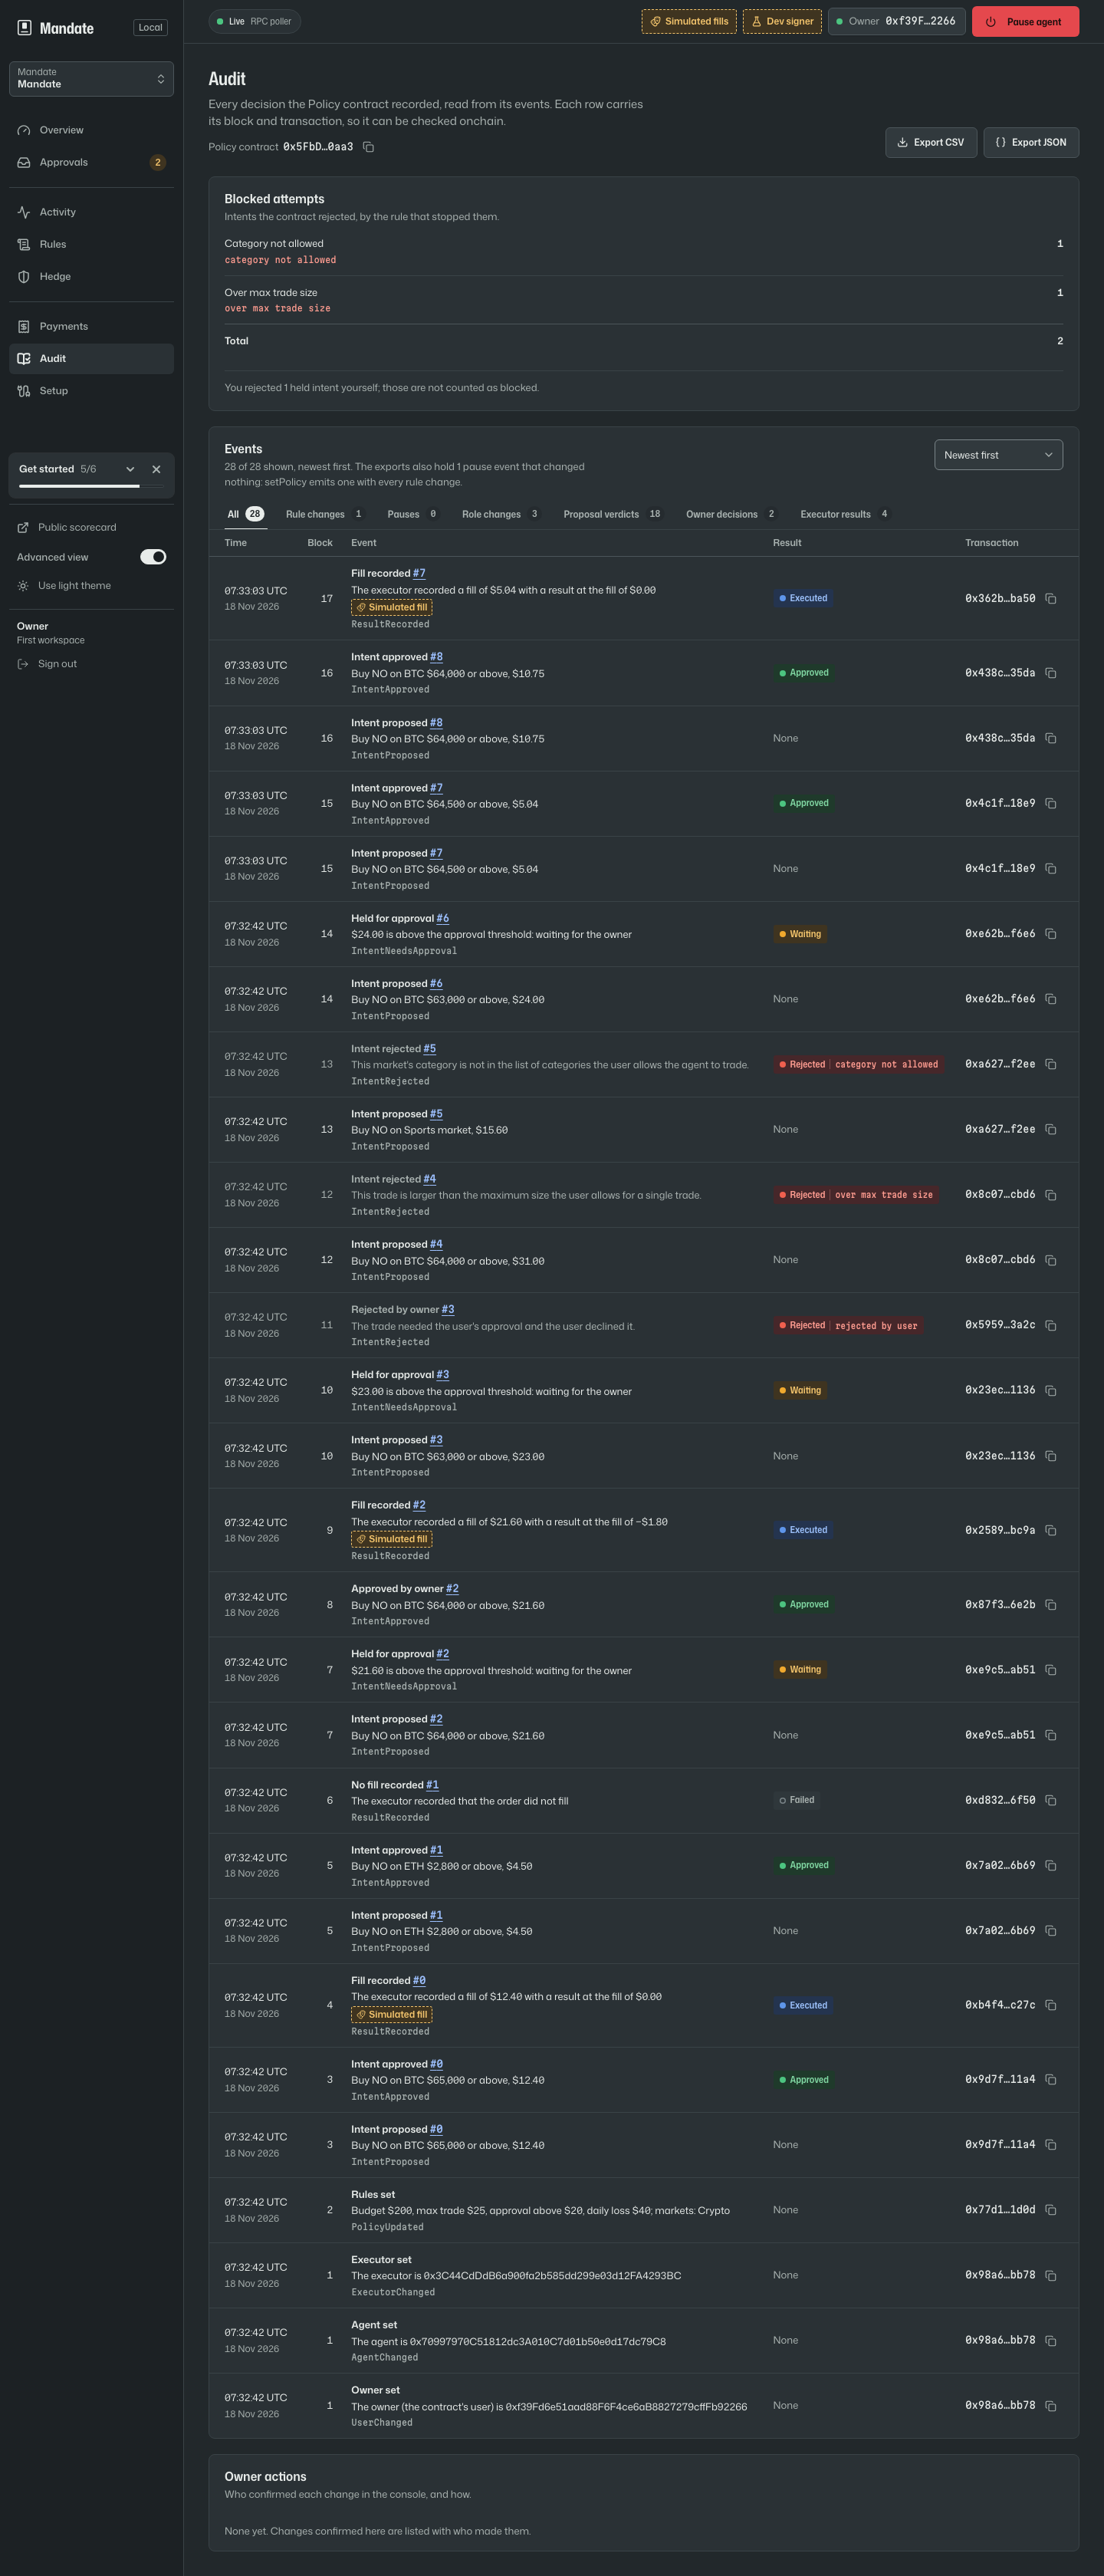 Mandate
Local
Mandate
Mandate
Overview
Approvals 2
Activity
Rules
Hedge
Payments
Audit
Setup
Get started 5/6
Public scorecard
Advanced view
Use light theme
Owner
First workspace
Sign out
Live RPC poller
Simulated fills
Dev signer
Owner 0xf39F…2266
Pause agent
Audit
Every decision the Policy contract recorded, read from its events. Each row carries
its block and transaction, so it can be checked onchain.
Policy contract 0x5FbD…0aa3
Export CSV
Export JSON
Blocked attempts
Intents the contract rejected, by the rule that stopped them.
Category not allowed 1
category not allowed
Over max trade size 1
over max trade size
Total 2
You rejected 1 held intent yourself; those are not counted as blocked.
Events
28 of 28 shown, newest first. The exports also hold 1 pause event that changed
nothing: setPolicy emits one with every rule change.
Newest first
All 28 Rule changes 1 Pauses 0 Role changes 3 Proposal verdicts 18 Owner decisions 2 Executor results 4
Time Block Event Result Transaction
Fill recorded #7
07:33:03 UTC 18 Nov 2026 17 The executor recorded a fill of $5.04 with a result at the fill of $0.00 Executed 0x362b…ba50
Simulated fill
ResultRecorded
Intent approved #8
07:33:03 UTC 18 Nov 2026 16 Buy NO on BTC $64,000 or above, $10.75 Approved 0x438c…35da
IntentApproved
Intent proposed #8
07:33:03 UTC 18 Nov 2026 16 Buy NO on BTC $64,000 or above, $10.75 None 0x438c…35da
IntentProposed
Intent approved #7
07:33:03 UTC 18 Nov 2026 15 Buy NO on BTC $64,500 or above, $5.04 Approved 0x4c1f…18e9
IntentApproved
Intent proposed #7
07:33:03 UTC 18 Nov 2026 15 Buy NO on BTC $64,500 or above, $5.04 None 0x4c1f…18e9
IntentProposed
Held for approval #6
07:32:42 UTC 18 Nov 2026 14 $24.00 is above the approval threshold: waiting for the owner Waiting 0xe62b…f6e6
IntentNeedsApproval
Intent proposed #6
07:32:42 UTC 18 Nov 2026 14 Buy NO on BTC $63,000 or above, $24.00 None 0xe62b…f6e6
IntentProposed
Intent rejected #5
07:32:42 UTC 18 Nov 2026 13 This market's category is not in the list of categories the user allows the agent to trade. Rejected category not allowed 0xa627…f2ee
IntentRejected
Intent proposed #5
07:32:42 UTC 18 Nov 2026 13 Buy NO on Sports market, $15.60 None 0xa627…f2ee
IntentProposed
Intent rejected #4
07:32:42 UTC 18 Nov 2026 12 This trade is larger than the maximum size the user allows for a single trade. Rejected over max trade size 0x8c07…cbd6
IntentRejected
Intent proposed #4
07:32:42 UTC 18 Nov 2026 12 Buy NO on BTC $64,000 or above, $31.00 None 0x8c07…cbd6
IntentProposed
Rejected by owner #3
07:32:42 UTC 18 Nov 2026 11 The trade needed the user's approval and the user declined it. Rejected rejected by user 0x5959…3a2c
IntentRejected
Held for approval #3
07:32:42 UTC 18 Nov 2026 10 $23.00 is above the approval threshold: waiting for the owner Waiting 0x23ec…1136
IntentNeedsApproval
Intent proposed #3
07:32:42 UTC 18 Nov 2026 10 Buy NO on BTC $63,000 or above, $23.00 None 0x23ec…1136
IntentProposed
Fill recorded #2
07:32:42 UTC 18 Nov 2026 9 The executor recorded a fill of $21.60 with a result at the fill of −$1.80 Executed 0x2589…bc9a
Simulated fill
ResultRecorded
Approved by owner #2
07:32:42 UTC 18 Nov 2026 8 Buy NO on BTC $64,000 or above, $21.60 Approved 0x87f3…6e2b
IntentApproved
Held for approval #2
07:32:42 UTC 18 Nov 2026 7 $21.60 is above the approval threshold: waiting for the owner Waiting 0xe9c5…ab51
IntentNeedsApproval
Intent proposed #2
07:32:42 UTC 18 Nov 2026 7 Buy NO on BTC $64,000 or above, $21.60 None 0xe9c5…ab51
IntentProposed
No fill recorded #1
07:32:42 UTC 18 Nov 2026 6 The executor recorded that the order did not fill Failed 0xd832…6f50
ResultRecorded
Intent approved #1
07:32:42 UTC 18 Nov 2026 5 Buy NO on ETH $2,800 or above, $4.50 Approved 0x7a02…6b69
IntentApproved
Intent proposed #1
07:32:42 UTC 18 Nov 2026 5 Buy NO on ETH $2,800 or above, $4.50 None 0x7a02…6b69
IntentProposed
Fill recorded #0
07:32:42 UTC 18 Nov 2026 4 The executor recorded a fill of $12.40 with a result at the fill of $0.00 Executed 0xb4f4…c27c
Simulated fill
ResultRecorded
Intent approved #0
07:32:42 UTC 18 Nov 2026 3 Buy NO on BTC $65,000 or above, $12.40 Approved 0x9d7f…11a4
IntentApproved
Intent proposed #0
07:32:42 UTC 18 Nov 2026 3 Buy NO on BTC $65,000 or above, $12.40 None 0x9d7f…11a4
IntentProposed
Rules set
07:32:42 UTC 18 Nov 2026 2 Budget $200, max trade $25, approval above $20, daily loss $40; markets: Crypto None 0x77d1…1d0d
PolicyUpdated
Executor set
07:32:42 UTC 18 Nov 2026 1 The executor is 0x3C44CdDdB6a900fa2b585dd299e03d12FA4293BC None 0x98a6…bb78
ExecutorChanged
Agent set
07:32:42 UTC 18 Nov 2026 1 The agent is 0x70997970C51812dc3A010C7d01b50e0d17dc79C8 None 0x98a6…bb78
AgentChanged
Owner set
07:32:42 UTC 18 Nov 2026 1 The owner (the contract's user) is 0xf39Fd6e51aad88F6F4ce6aB8827279cffFb92266 None 0x98a6…bb78
UserChanged
Owner actions
Who confirmed each change in the console, and how.
None yet. Changes confirmed here are listed with who made them.